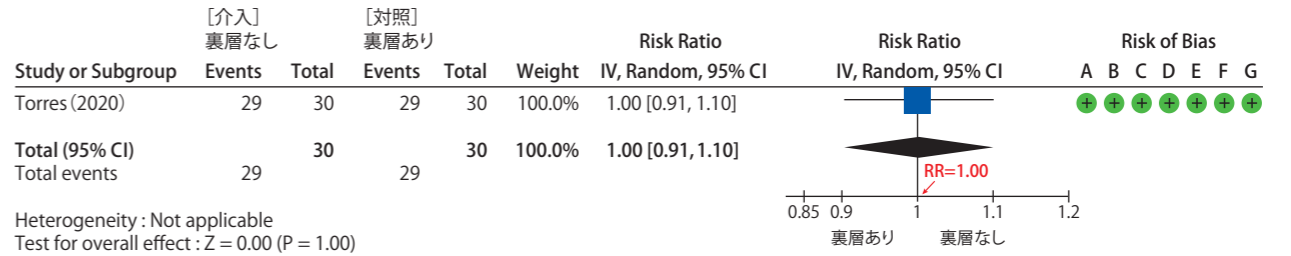 ［介入］ ［対照］
裏層なし 裏層あり Risk Ratio Risk Ratio Risk of Bias
Study or Subgroup Events Total Events Total Weight IV, Random, 95% CI IV, Random, 95% CI A B C D E F G
Torres（2020） 29 30 29 30 100.0% 1.00 [0.91, 1.10] + + + + + + +
Total (95% CI) 30 30 100.0% 1.00 [0.91, 1.10]
Total events 29 29 RR=1.00
0.85 0.9 1 1.1 1.2
Heterogeneity : Not applicable
裏層あり 裏層なし
Test for overall effect : Z = 0.00 (P = 1.00)